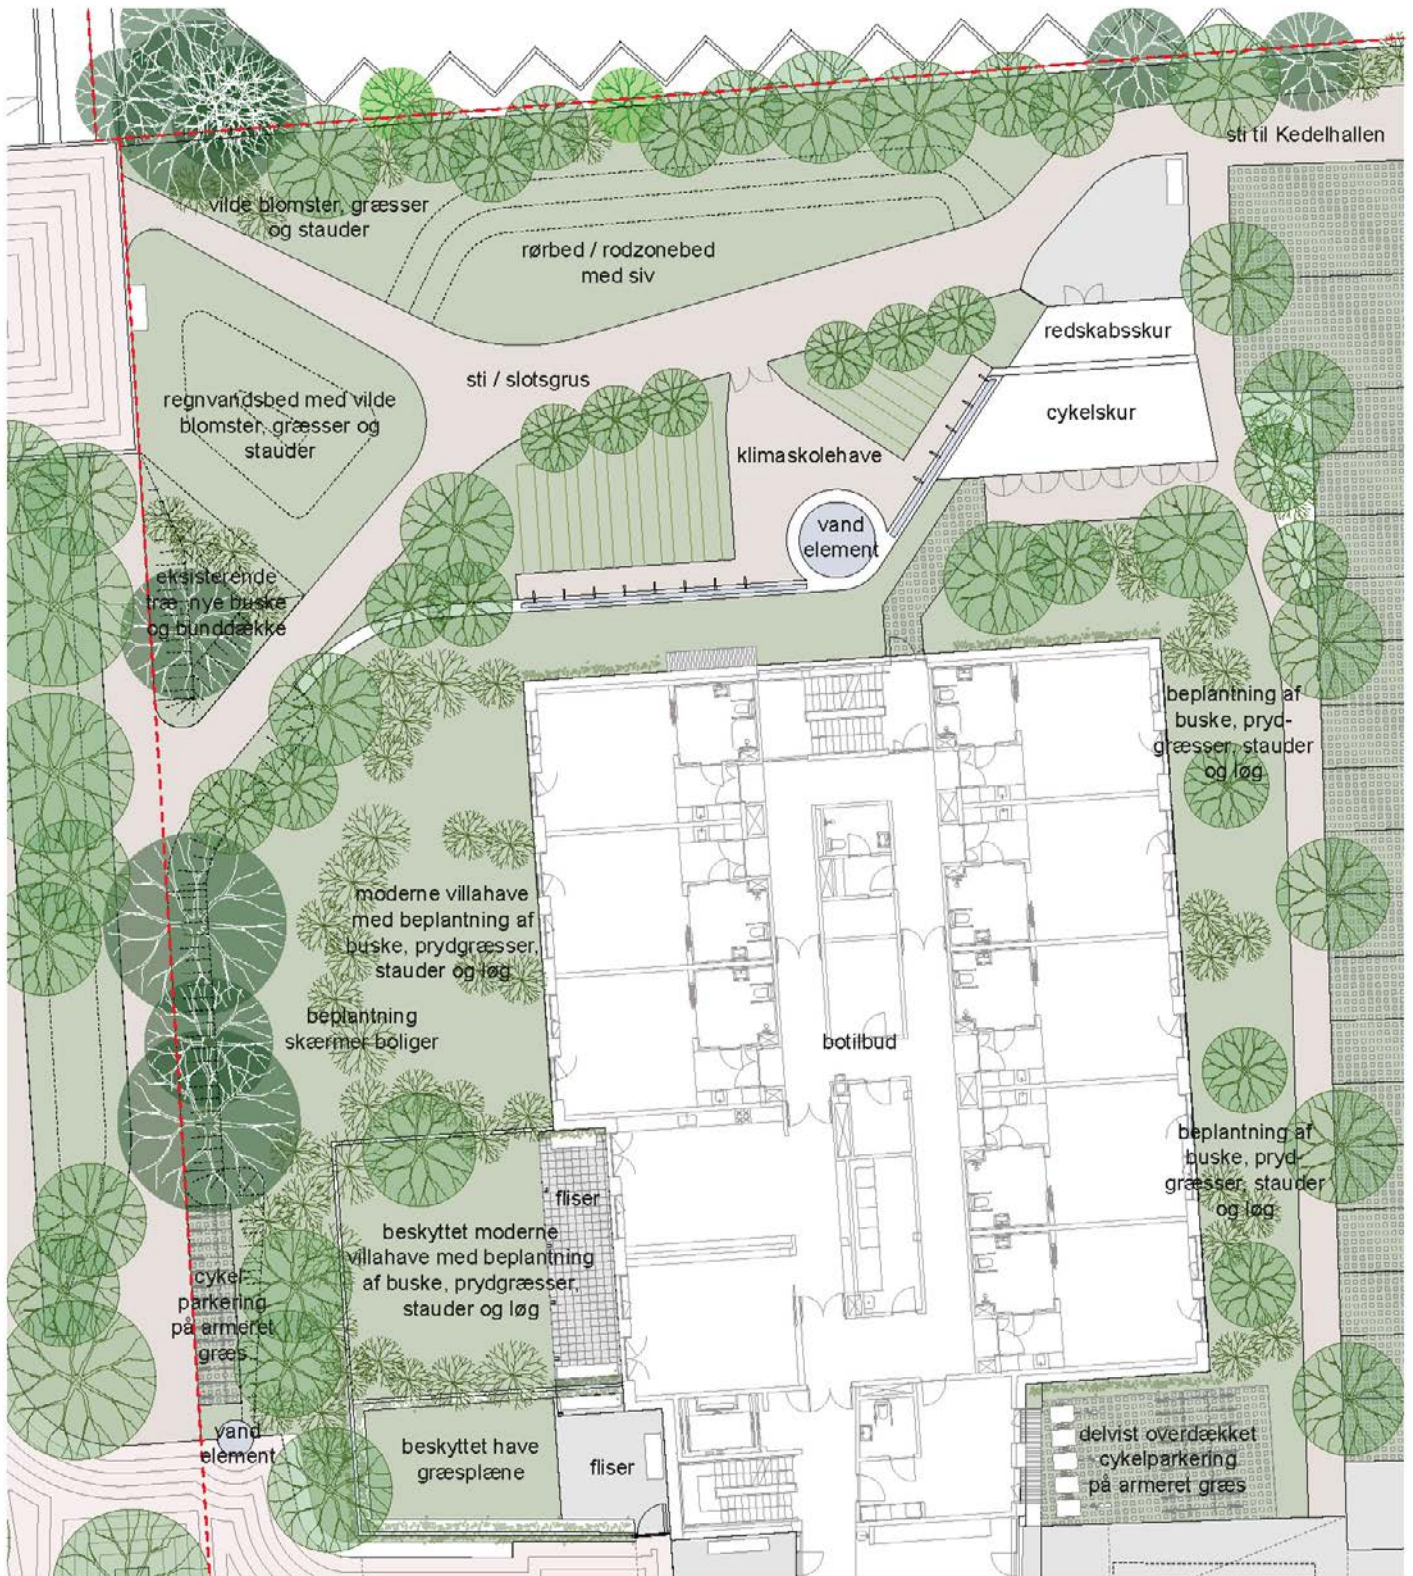 sti til Kedelhallen
vilde blomster, græsser
og stauder
rørbed / rodzonebed
med siv
redskabsskur
sti / slotsgrus
regnvandsbed med vilde
blomster, græsser og
stauder
cykelskur
klimaskolehave
vand
element
eksisterende
træ, nye buske
og bunddække
beplantning af
buske, pryd-
græsser, stauder
og løg
moderne villahave
med beplantning af
buske, prydgræsser,
stauder og løg
beplantning
skærmer boliger
botilbud
beplantning af
buske, pryd-
græsser, stauder
og løg
fliser
beskyttet moderne
villahave med beplantning
af buske, prydgræsser,
stauder og løg
cykel-
parkering
på armeret
græs
vand
element
beskyttet have
græsplæne
fliser
delvist overdækket
cykelparkering
på armeret græs